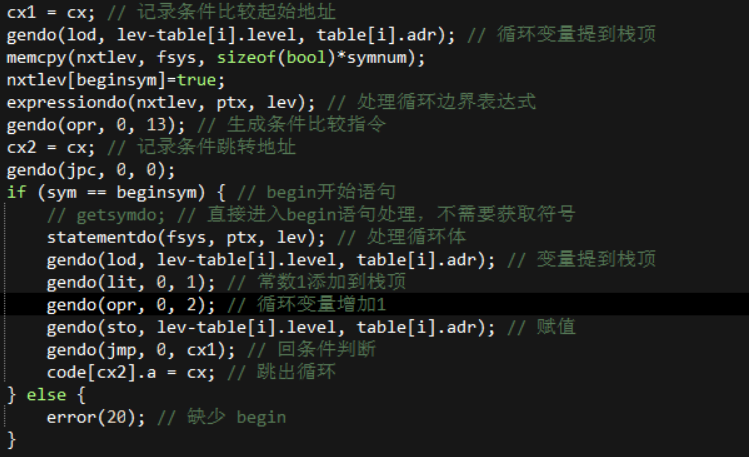 cx1 = cx; // 记录条件比较起始地址
gendo(lod, lev-table[i].level, table[i].adr); // 循环变量提到栈顶
memcpy(nxtlev, fsys, sizeof(bool)*symnum);
nxtlev[beginsym]=true;
expressiondo(nxtlev, ptx, lev); // 处理循环边界表达式
gendo(opr, 0, 13); // 生成条件比较指令
cx2 = cx; // 记录条件跳转地址
gendo(jpc, 0, 0);
if (sym == beginsym) { // begin开始语句
    // getsymdo; // 直接进入begin语句处理，不需要获取符号
    statementdo(fsys, ptx, lev); // 处理循环体
    gendo(lod, lev-table[i].level, table[i].adr); // 变量提到栈顶
    gendo(lit, 0, 1); // 常数1添加到栈顶
    gendo(opr, 0, 2); // 循环变量增加1
    gendo(sto, lev-table[i].level, table[i].adr); // 赋值
    gendo(jmp, 0, cx1); // 回条件判断
    code[cx2].a = cx; // 跳出循环
} else {
    error(20); // 缺少 begin
}